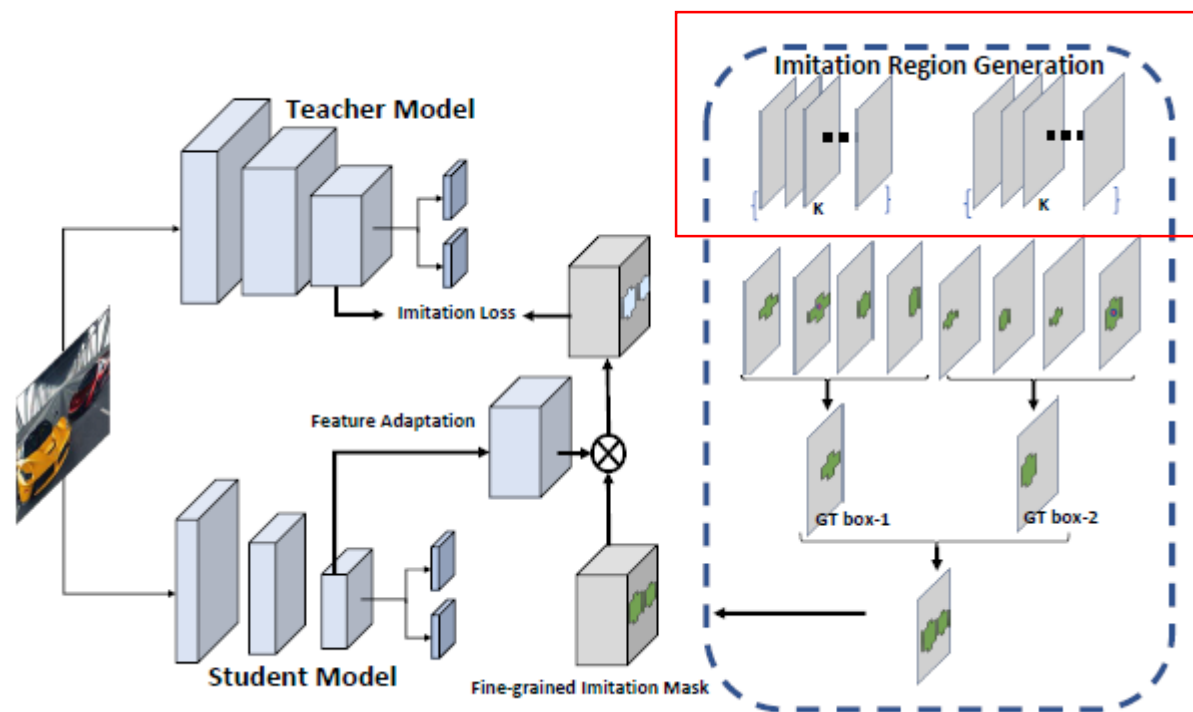 Imitation Region Generation
Teacher Model
{ K }
{ K }
Imitation Loss
Feature Adaptation
GT box-1
GT box-2
Student Model
Fine-grained Imitation Mask